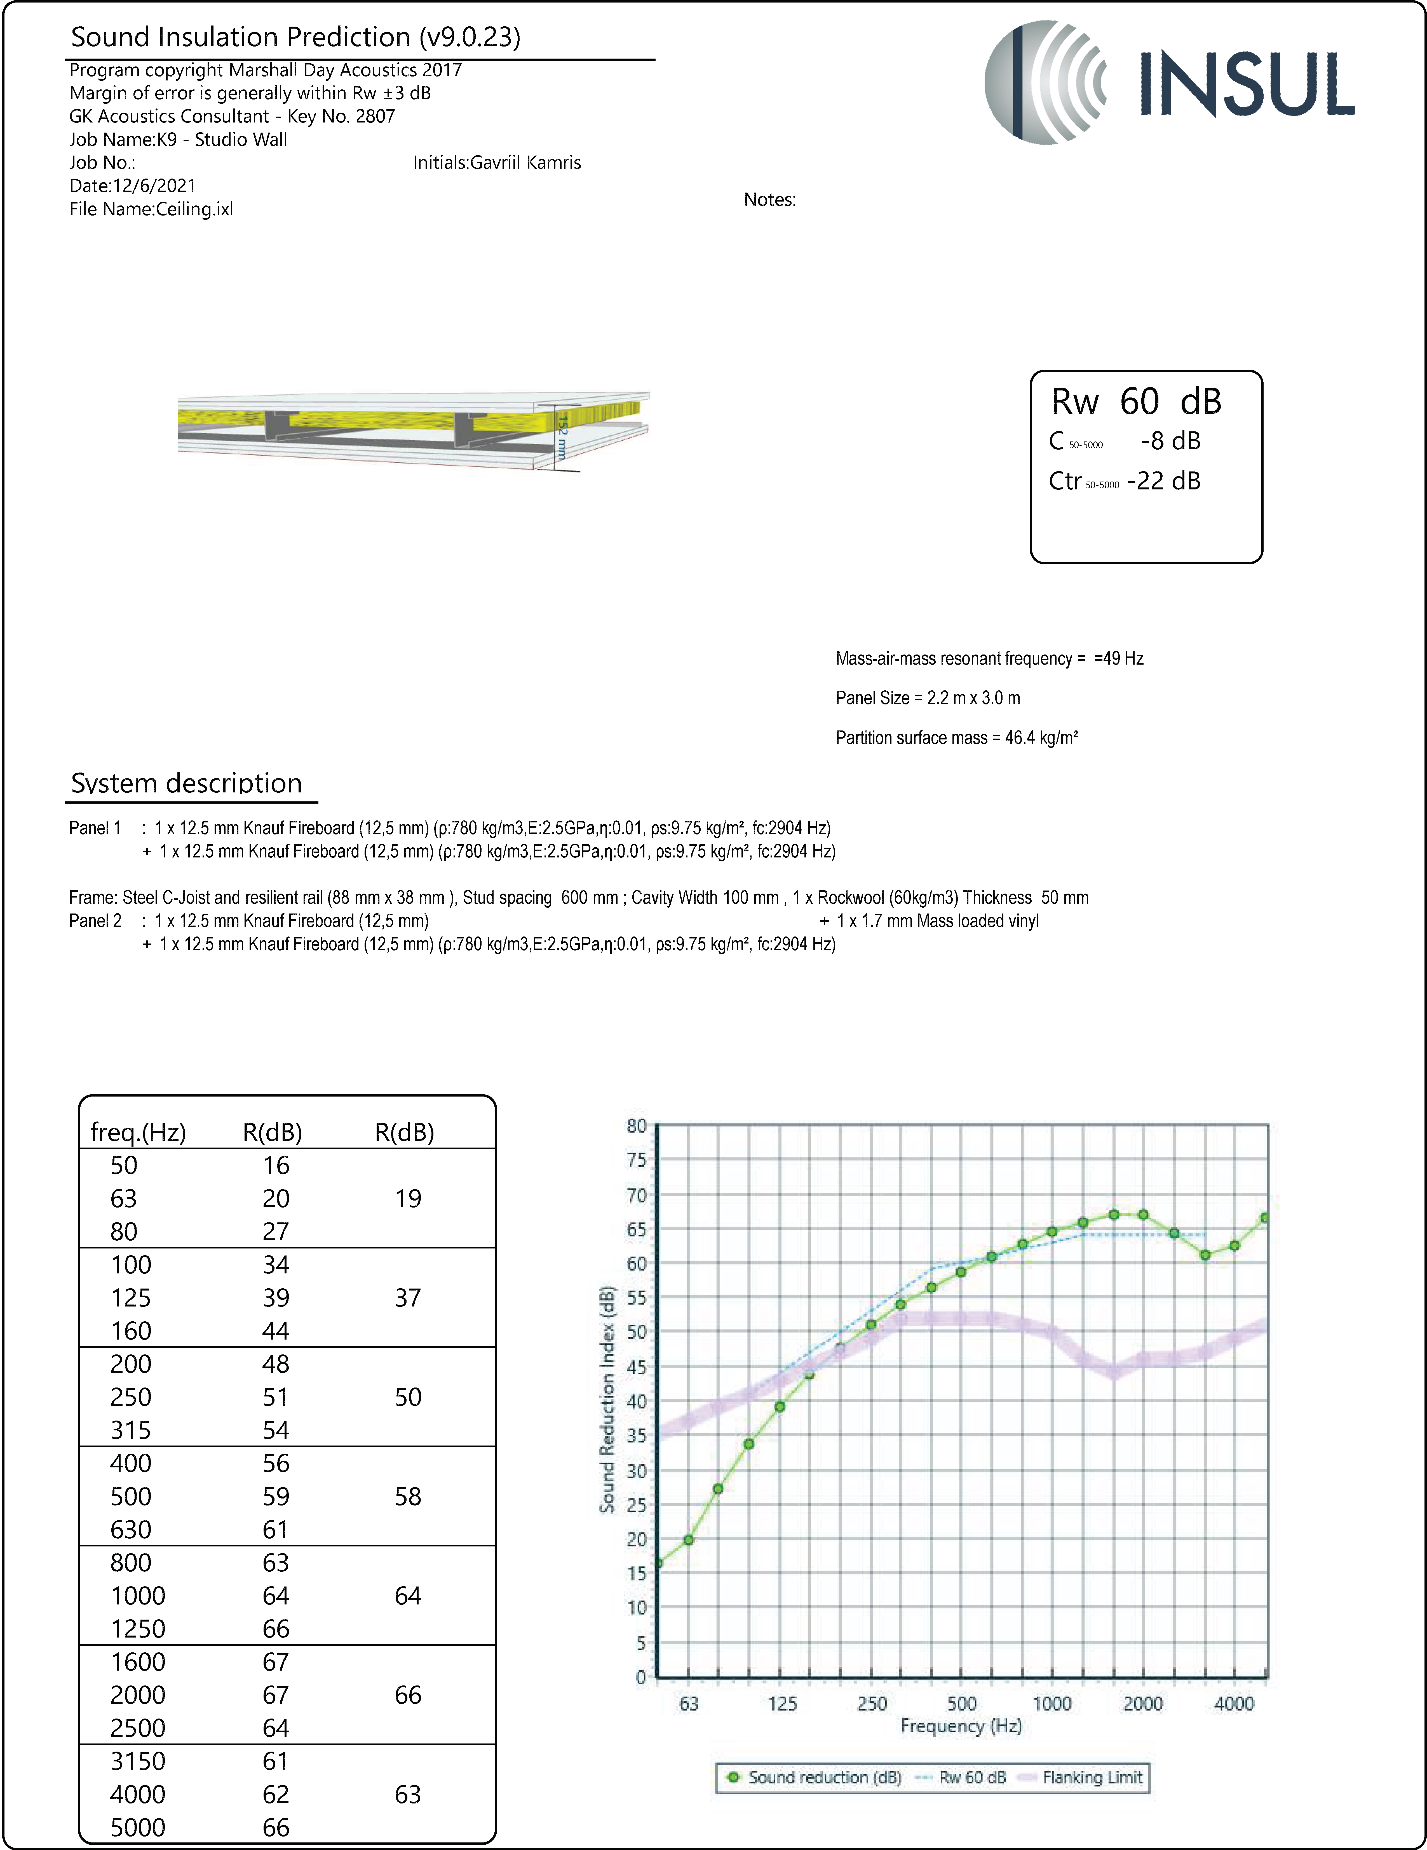 Sound Insulation Prediction (v9.0.23)
Program copyright Marshall Day Acoustics 2017
Margin of error is generally within Rw ±3 dB
GK Acoustics Consultant - Key No. 2807
Job Name:K9 - Studio Wall
Job No.: Initials:Gavriil Kamris
Date:12/6/2021
File Name:Ceiling.ixl
INSUL
Notes:
152 mm
Rw 60 dB
C 50-5000 -8 dB
Ctr 50-5000 -22 dB
Mass-air-mass resonant frequency = =49 Hz
Panel Size = 2.2 m x 3.0 m
Partition surface mass = 46.4 kg/m²
System description
Panel 1 : 1 x 12.5 mm Knauf Fireboard (12,5 mm) (ρ:780 kg/m3,E:2.5GPa,η:0.01, ρs:9.75 kg/m², fc:2904 Hz)
+ 1 x 12.5 mm Knauf Fireboard (12,5 mm) (ρ:780 kg/m3,E:2.5GPa,η:0.01, ρs:9.75 kg/m², fc:2904 Hz)
Frame: Steel C-Joist and resilient rail (88 mm x 38 mm ), Stud spacing 600 mm ; Cavity Width 100 mm , 1 x Rockwool (60kg/m3) Thickness 50 mm
Panel 2 : 1 x 12.5 mm Knauf Fireboard (12,5 mm) + 1 x 1.7 mm Mass loaded vinyl
+ 1 x 12.5 mm Knauf Fireboard (12,5 mm) (ρ:780 kg/m3,E:2.5GPa,η:0.01, ρs:9.75 kg/m², fc:2904 Hz)
freq.(Hz) R(dB) R(dB)
50 16
63 20 19
80 27
100 34
125 39 37
160 44
200 48
250 51 50
315 54
400 56
500 59 58
630 61
800 63
1000 64 64
1250 66
1600 67
2000 67 66
2500 64
3150 61
4000 62 63
5000 66
Sound Reduction Index (dB)
80
75
70
65
60
55
50
45
40
35
30
25
20
15
10
5
0
63 125 250 500 1000 2000 4000
Frequency (Hz)
Sound reduction (dB) Rw 60 dB Flanking Limit